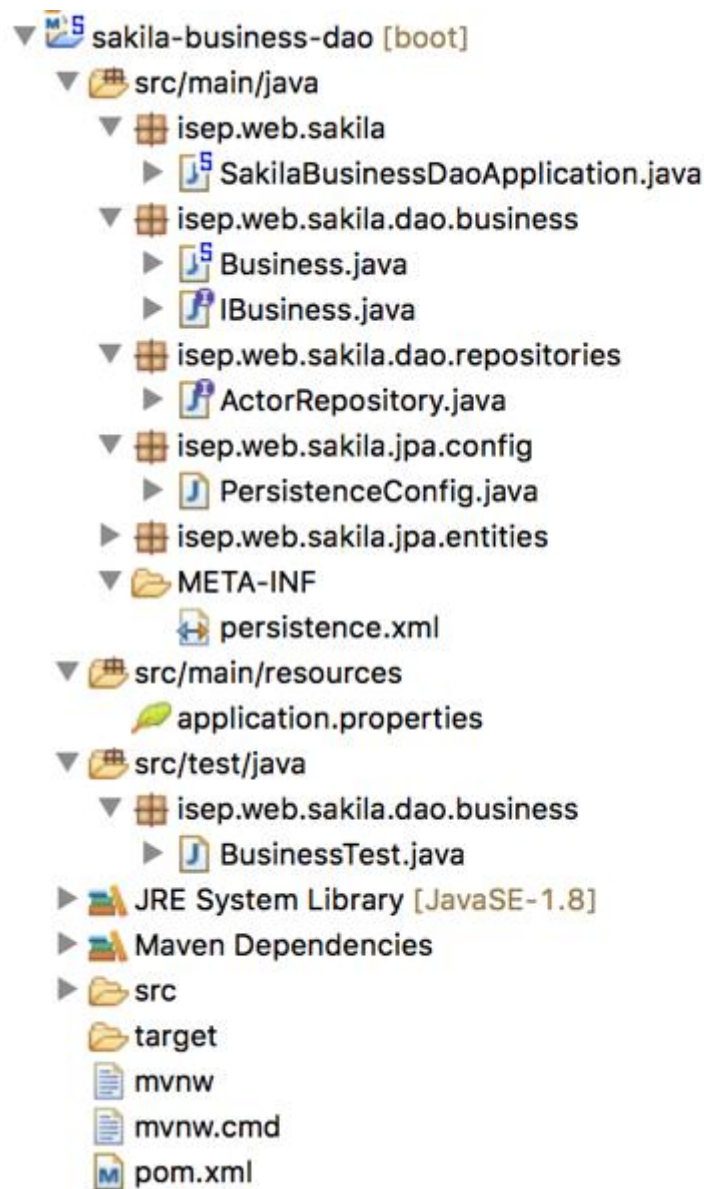 sakila-business-dao [boot]
src/main/java
isep.web.sakila
SakilaBusinessDaoApplication.java
isep.web.sakila.dao.business
Business.java
IBusiness.java
isep.web.sakila.dao.repositories
ActorRepository.java
isep.web.sakila.jpa.config
PersistenceConfig.java
isep.web.sakila.jpa.entities
META-INF
persistence.xml
src/main/resources
application.properties
src/test/java
isep.web.sakila.dao.business
BusinessTest.java
JRE System Library [JavaSE-1.8]
Maven Dependencies
src
target
mvnw
mvnw.cmd
pom.xml